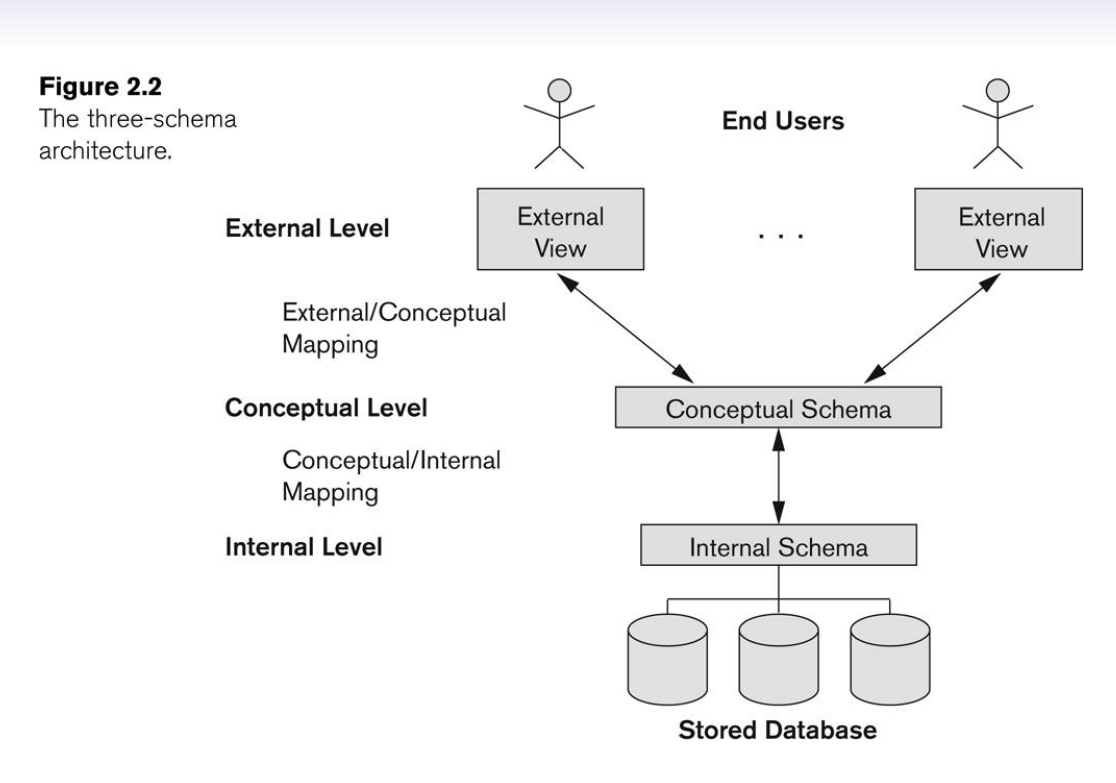 Figure 2.2
The three-schema
architecture.
End Users
External Level
External
View
. . .
External
View
External/Conceptual
Mapping
Conceptual Level
Conceptual Schema
Conceptual/Internal
Mapping
Internal Level
Internal Schema
Stored Database